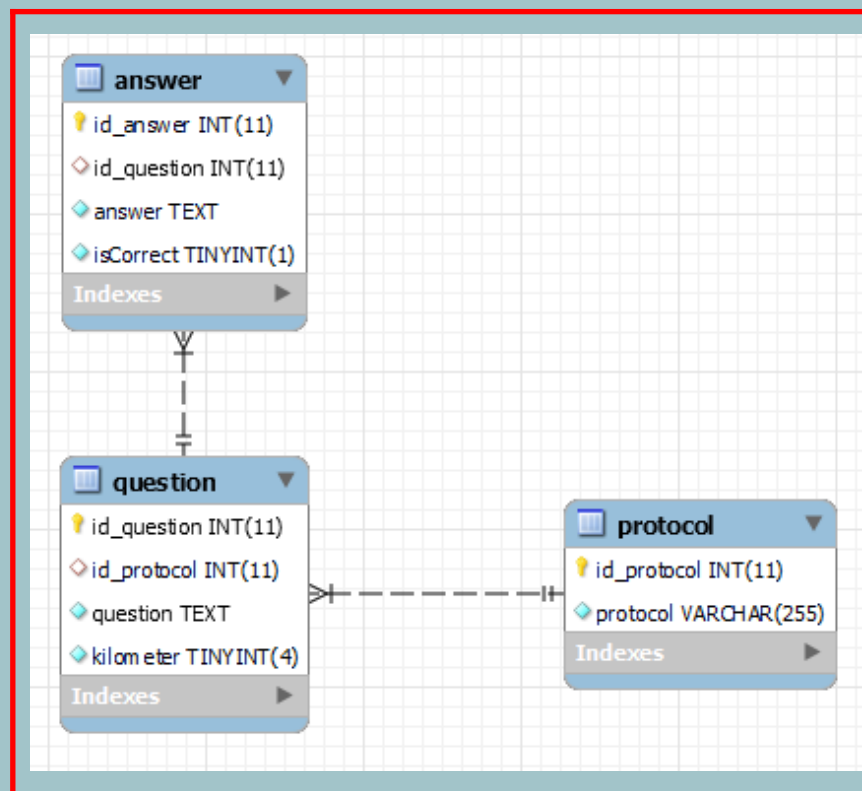 answer
id_answer INT(11)
id_question INT(11)
answer TEXT
isCorrect TINYINT(1)
Indexes
question
id_question INT(11)
id_protocol INT(11)
question TEXT
kilometer TINYINT(4)
Indexes
protocol
id_protocol INT(11)
protocol VARCHAR(255)
Indexes